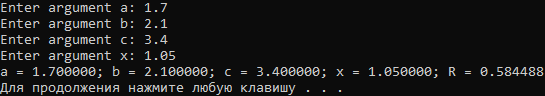 Enter argument a: 1.7
Enter argument b: 2.1
Enter argument c: 3.4
Enter argument x: 1.05
a = 1.700000; b = 2.100000; c = 3.400000; x = 1.050000; R = 0.584488
Для продолжения нажмите любую клавишу . . .